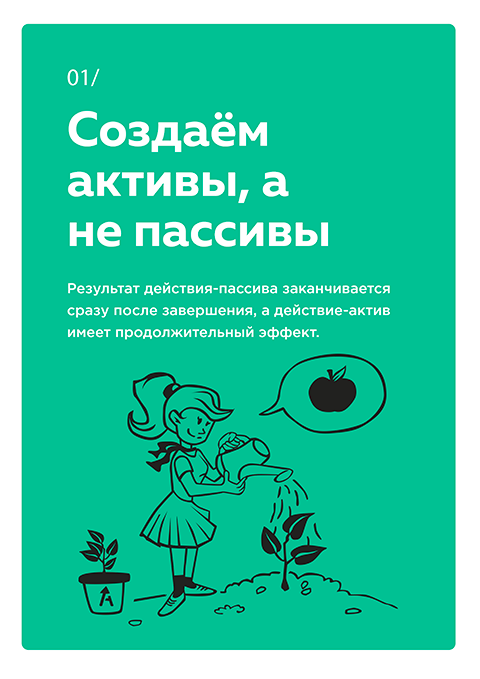 01/
Создаём
активы, а
не пассивы
Результат действия-пассива заканчивается
сразу после завершения, а действие-актив
имеет продолжительный эффект.